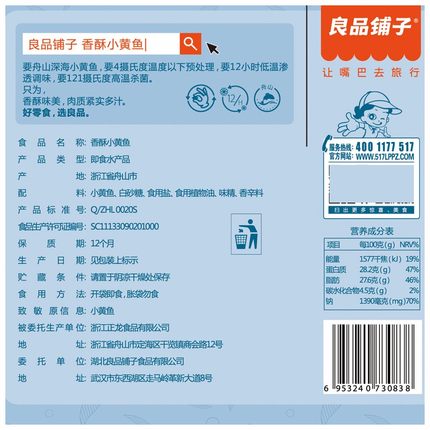 良品铺子 香酥小黄鱼
要舟山深海小黄鱼，要4摄氏度温度以下预处理，要12小时低温渗
透调味，要121摄氏度高温杀菌。
只为，
香酥味美，肉质紧实多汁。
好零食，选良品。
12/H
舟山
良品铺子
让嘴巴去旅行
服务热线: 400 1177 517
官方网站: WWW.517LPPZ.COM
扫出更多惊喜、美食
食品名称: 香酥小黄鱼
产品类型: 即食水产品
产地: 浙江省舟山市
配料: 小黄鱼、白砂糖、食用盐、食用植物油、味精、香辛料
产品标准号: Q/ZHL 0020S
食品生产许可证编号: SC11133090201000
保质期: 12个月
生产日期: 见包装上标示
贮藏条件: 请置于阴凉干燥处保存
食用方法: 开袋即食，胀袋勿食
致敏原信息: 小黄鱼
被委托生产单位: 浙江正龙食品有限公司
地址: 浙江省舟山市定海区干览镇商会路12号
委托单位: 湖北良品铺子食品有限公司
地址: 武汉市东西湖区走马岭革新大道8号
营养成分表
项目 每100克(g) NRV%
能量 1577千焦(kJ) 19%
蛋白质 28.2克(g) 47%
脂肪 27.6克(g) 46%
碳水化合物 4.5克(g) 2%
钠 1390毫克(mg) 70%
6953240730838